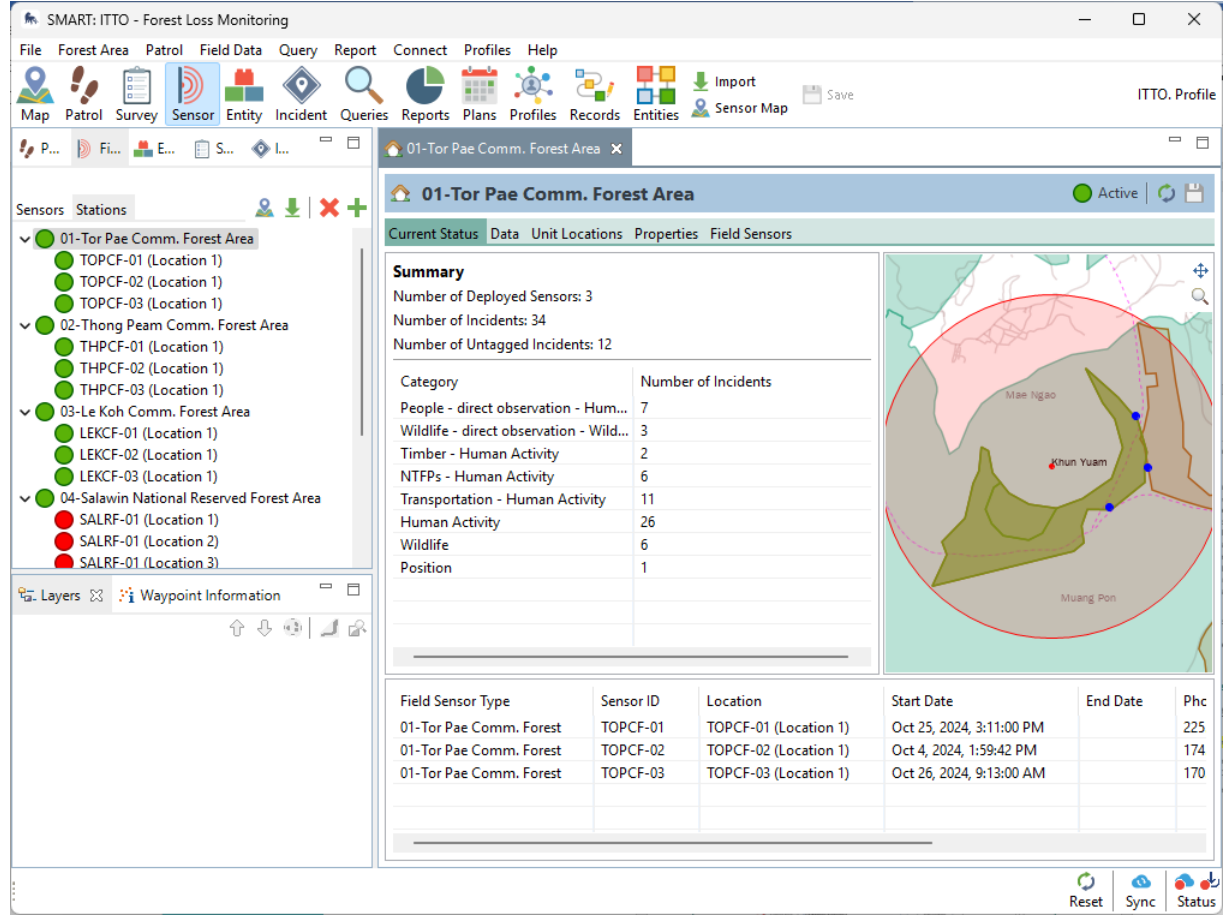 SMART: ITTO - Forest Loss Monitoring
File Forest Area Patrol Field Data Query Report Connect Profiles Help
Map Patrol Survey Sensor Entity Incident Queries Reports Plans Profiles Records Entities
Import
Sensor Map
Save
ITTO. Profile
P... Fi... E... S... I...
Sensors Stations
01-Tor Pae Comm. Forest Area
TOPCF-01 (Location 1)
TOPCF-02 (Location 1)
TOPCF-03 (Location 1)
02-Thong Peam Comm. Forest Area
THPCF-01 (Location 1)
THPCF-02 (Location 1)
THPCF-03 (Location 1)
03-Le Koh Comm. Forest Area
LEKCF-01 (Location 1)
LEKCF-02 (Location 1)
LEKCF-03 (Location 1)
04-Salawin National Reserved Forest Area
SALRF-01 (Location 1)
SALRF-01 (Location 2)
SALRF-01 (Location 3)
Layers Waypoint Information
01-Tor Pae Comm. Forest Area
01-Tor Pae Comm. Forest Area
Active
Current Status Data Unit Locations Properties Field Sensors
Summary
Number of Deployed Sensors: 3
Number of Incidents: 34
Number of Untagged Incidents: 12
Category Number of Incidents
People - direct observation - Hum... 7
Wildlife - direct observation - Wild... 3
Timber - Human Activity 2
NTFPs - Human Activity 6
Transportation - Human Activity 11
Human Activity 26
Wildlife 6
Position 1
Mae Ngao
Khun Yuam
Muang Pon
Field Sensor Type Sensor ID Location Start Date End Date Phc
01-Tor Pae Comm. Forest TOPCF-01 TOPCF-01 (Location 1) Oct 25, 2024, 3:11:00 PM 225
01-Tor Pae Comm. Forest TOPCF-02 TOPCF-02 (Location 1) Oct 4, 2024, 1:59:42 PM 174
01-Tor Pae Comm. Forest TOPCF-03 TOPCF-03 (Location 1) Oct 26, 2024, 9:13:00 AM 170
Reset Sync Status